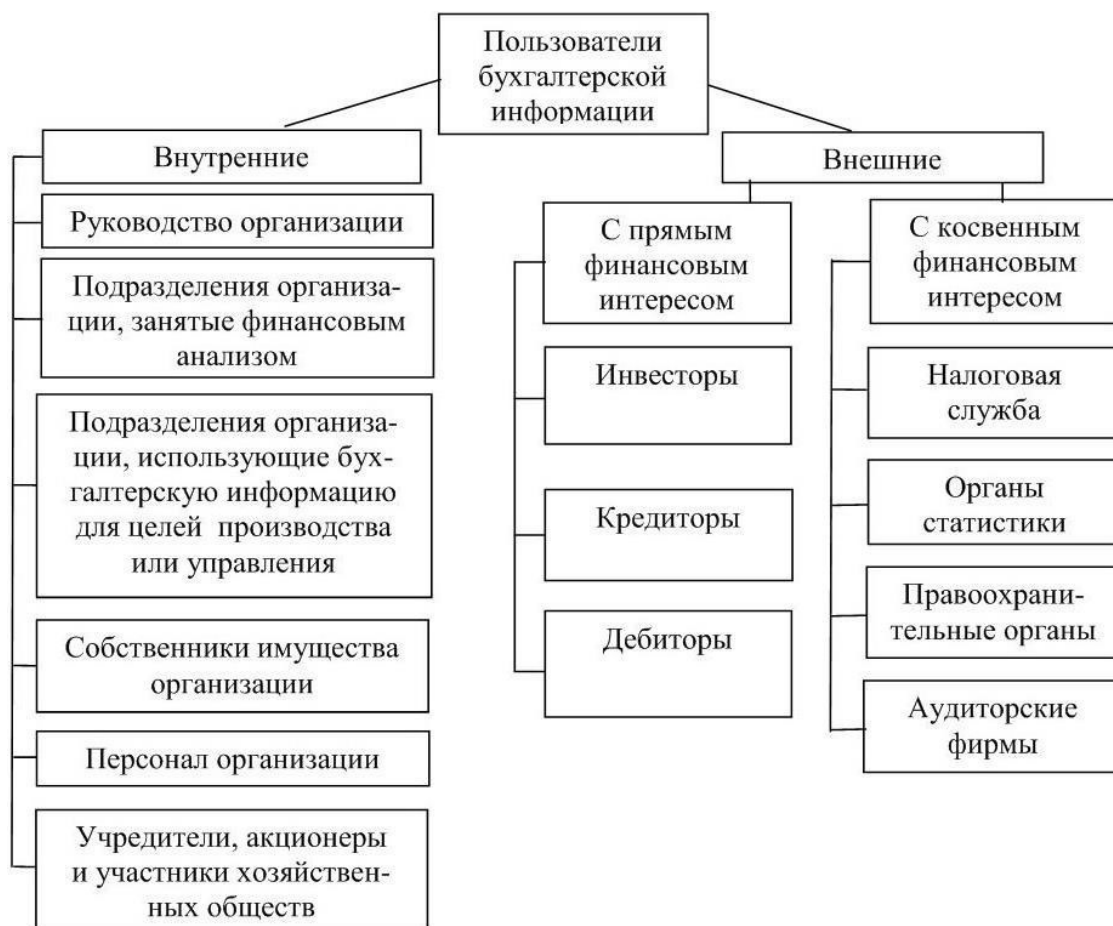 Пользователи
бухгалтерской
информации
Внутренние
Руководство организации
Подразделения организа-
ции, занятые финансовым
анализом
Подразделения организа-
ции, использующие бух-
галтерскую информацию
для целей производства
или управления
Собственники имущества
организации
Персонал организации
Учредители, акционеры
и участники хозяйствен-
ных обществ
Внешние
С прямым
финансовым
интересом
Инвесторы
Кредиторы
Дебиторы
С косвенным
финансовым
интересом
Налоговая
служба
Органы
статистики
Правоохрани-
тельные органы
Аудиторские
фирмы